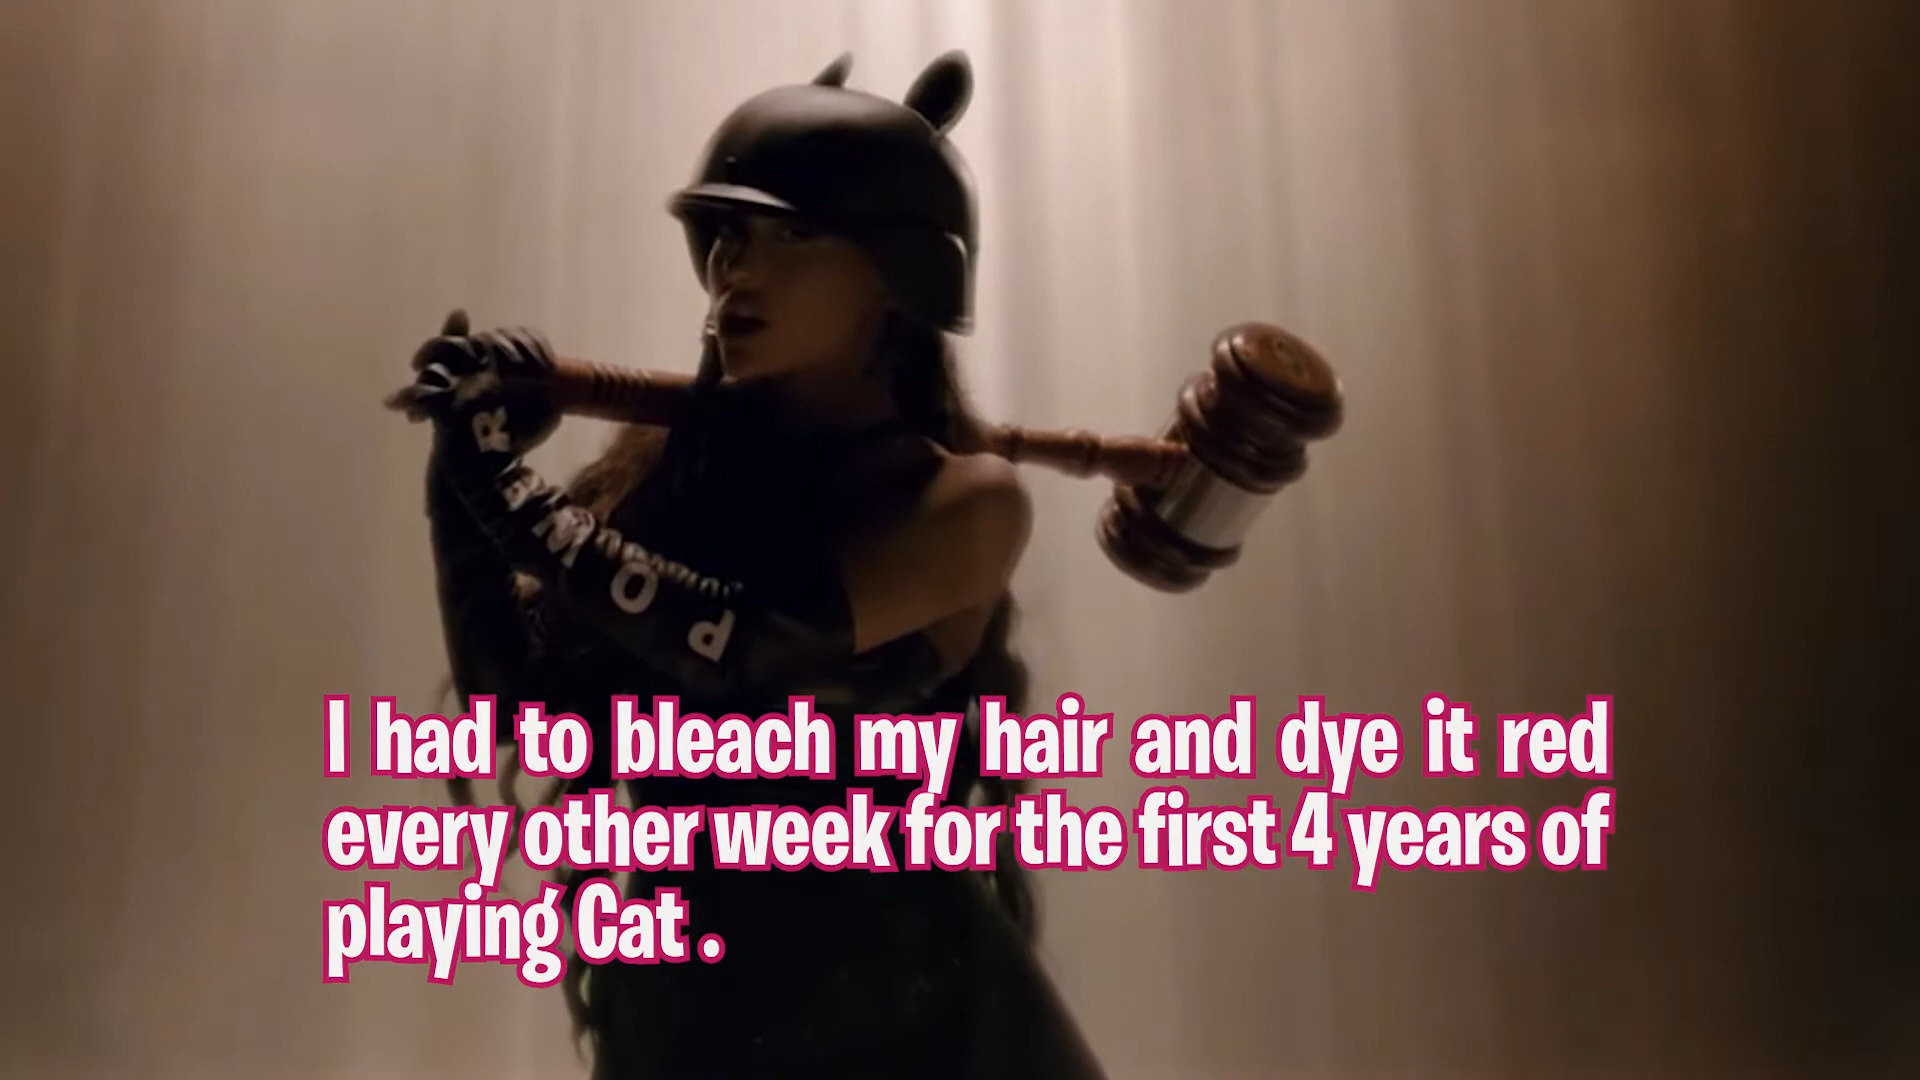 POWER
I had to bleach my hair and dye it red
every other week for the first 4 years of
playing Cat .